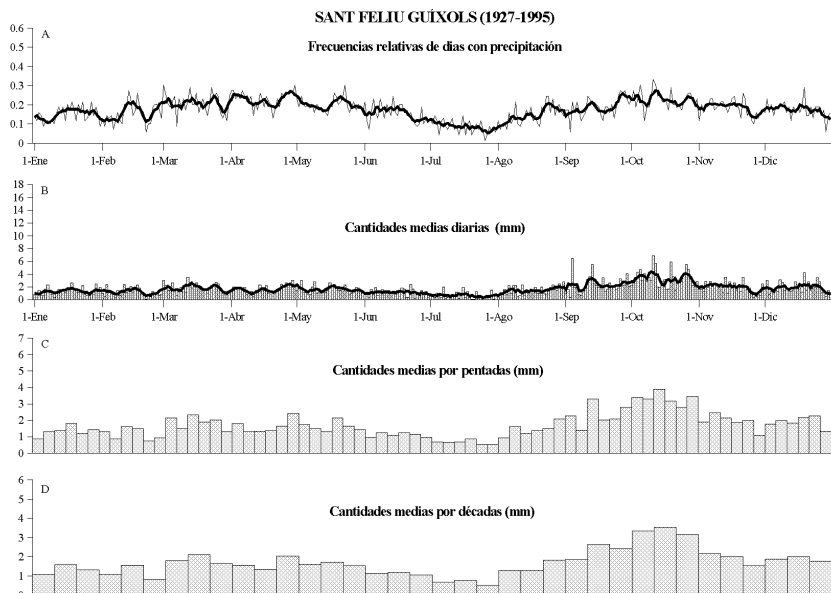 SANT FELIU GUÍXOLS (1927-1995)
A
Frecuencias relativas de dias con precipitación
0.6
0.5
0.4
0.3
0.2
0.1
0
1-Ene 1-Feb 1-Mar 1-Abr 1-May 1-Jun 1-Jul 1-Ago 1-Sep 1-Oct 1-Nov 1-Dic
B
Cantidades medias diarias (mm)
18
16
14
12
10
8
6
4
2
0
1-Ene 1-Feb 1-Mar 1-Abr 1-May 1-Jun 1-Jul 1-Ago 1-Sep 1-Oct 1-Nov 1-Dic
C
Cantidades medias por pentadas (mm)
7
6
5
4
3
2
1
0
D
Cantidades medias por décadas (mm)
6
5
4
3
2
1